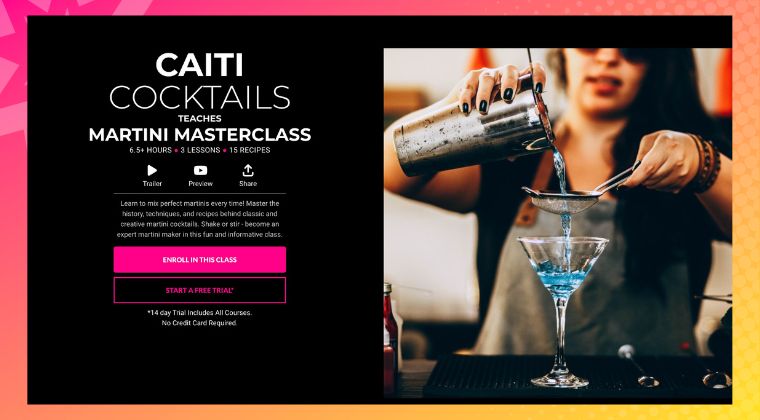 CAITI
COCKTAILS
TEACHES
MARTINI MASTERCLASS
6.5+ HOURS • 3 LESSONS • 15 RECIPES
Trailer Preview Share
Learn to mix perfect martinis every time! Master the
history, techniques, and recipes behind classic and
creative martini cocktails. Shake or stir - become an
expert martini maker in this fun and informative class.
ENROLL IN THIS CLASS
START A FREE TRIAL*
*14 day Trial Includes All Courses.
No Credit Card Required.